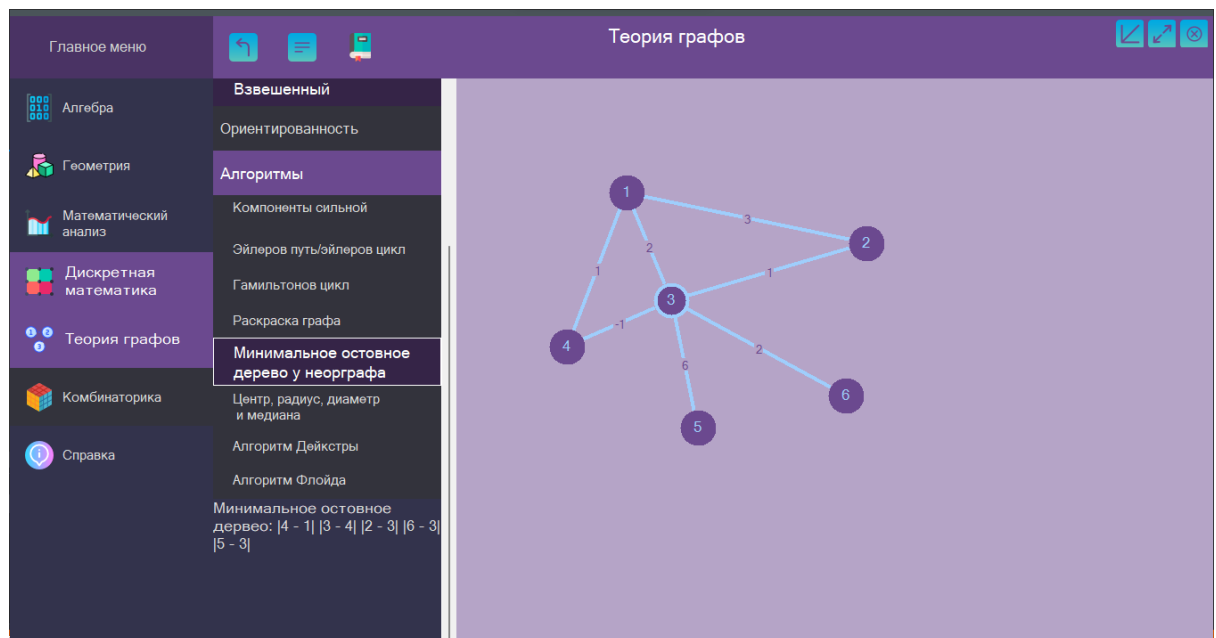 Главное меню
Теория графов
Алгебра
Геометрия
Математический
анализ
Дискретная
математика
Теория графов
Комбинаторика
Справка
Взвешенный
Ориентированность
Алгоритмы
Компоненты сильной
Эйлеров путь/эйлеров цикл
Гамильтонов цикл
Раскраска графа
Минимальное остовное
дерево у неорграфа
Центр, радиус, диаметр
и медиана
Алгоритм Дейкстры
Алгоритм Флойда
Минимальное остовное
дервео: |4 - 1| |3 - 4| |2 - 3| |6 - 3|
|5 - 3|
1
3
2
2
1
1
3
-1
4
2
6
6
5